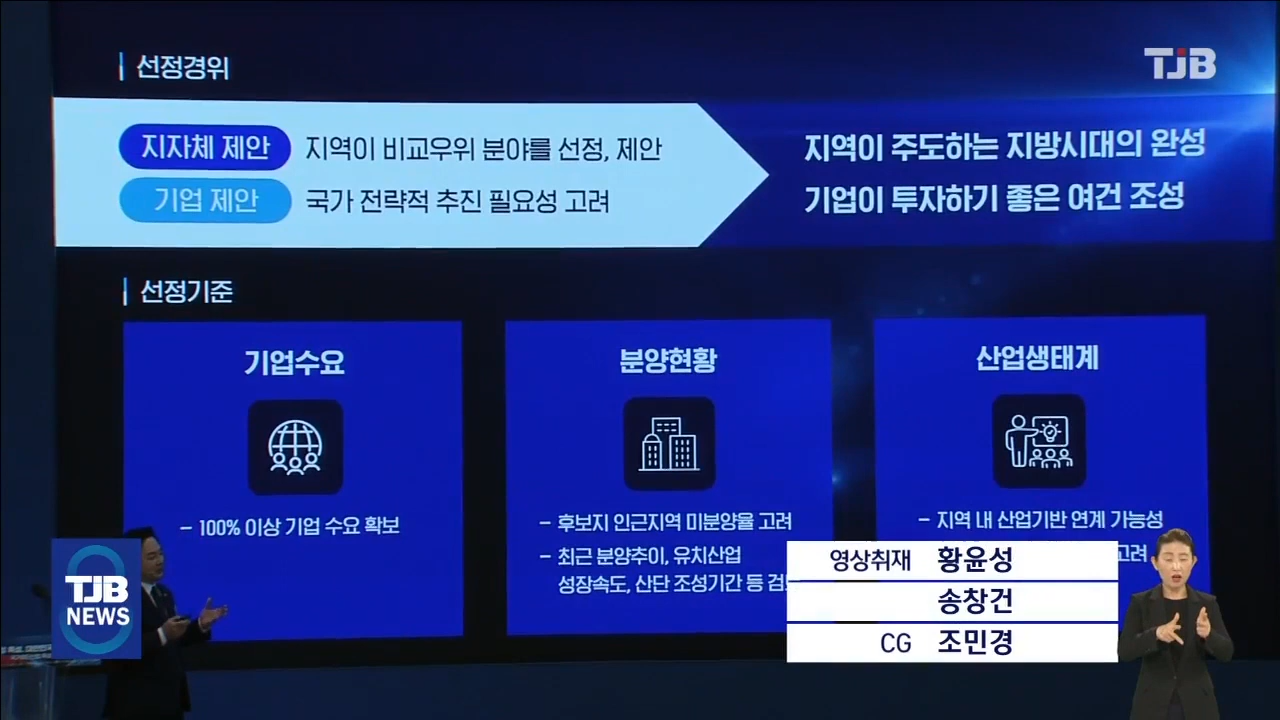 선정경위
TJB
지자체 제안 지역이 비교우위 분야를 선정, 제안
기업 제안 국가 전략적 추진 필요성 고려
지역이 주도하는 지방시대의 완성
기업이 투자하기 좋은 여건 조성
선정기준
기업수요
- 100% 이상 기업 수요 확보
분양현황
- 후보지 인근지역 미분양율 고려
- 최근 분양추이, 유치산업
성장속도, 산단 조성기간 등
산업생태계
- 지역 내 산업기반 연계 가능성
고려
TJB
NEWS
영상취재 황윤성
송창건
CG 조민경